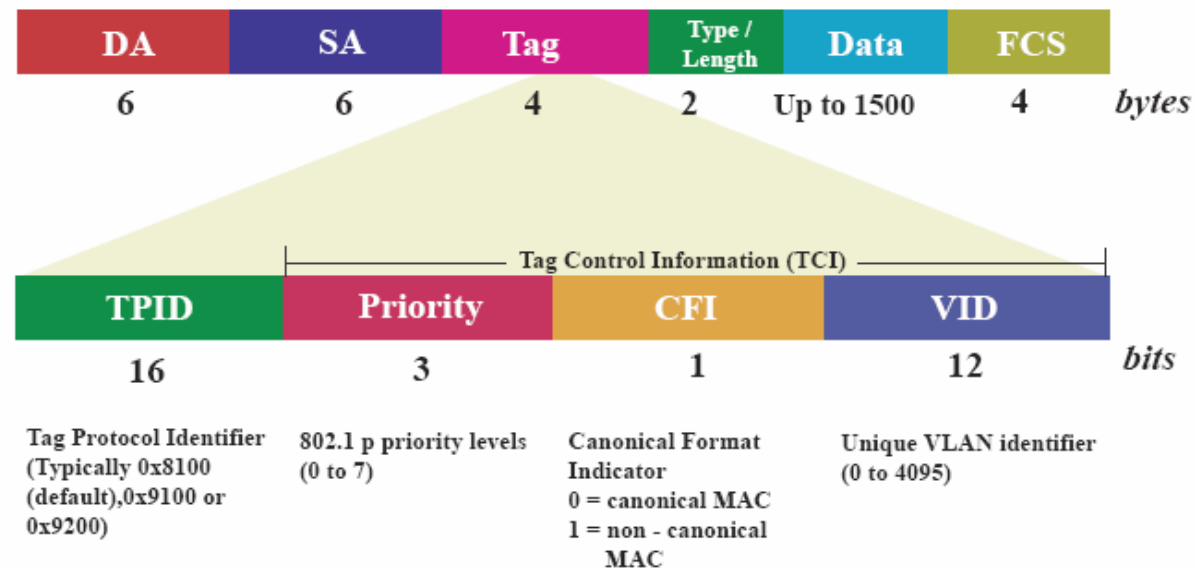 DA SA Tag Type / Length Data FCS
6 6 4 2 Up to 1500 4 bytes
Tag Control Information (TCI)
TPID Priority CFI VID
16 3 1 12 bits
Tag Protocol Identifier
(Typically 0x8100
(default),0x9100 or
0x9200)
802.1 p priority levels
(0 to 7)
Canonical Format
Indicator
0 = canonical MAC
1 = non - canonical
MAC
Unique VLAN identifier
(0 to 4095)